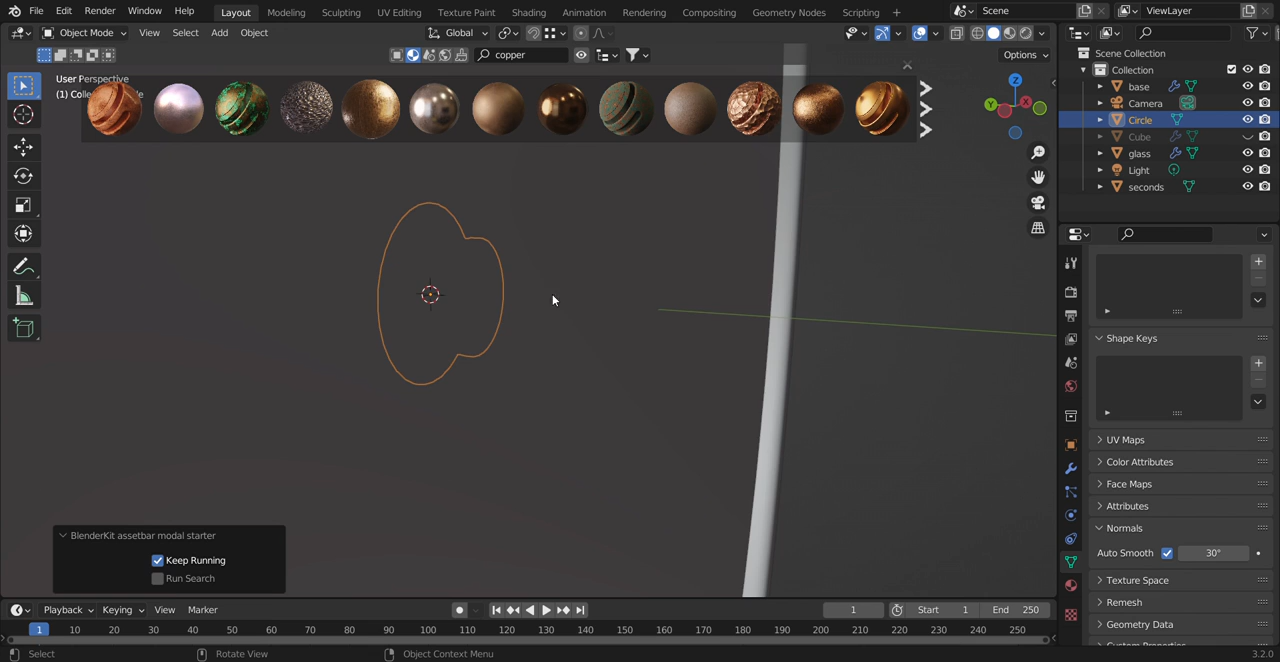 File Edit Render Window Help Layout Modeling Sculpting UV Editing Texture Paint Shading Animation Rendering Compositing Geometry Nodes Scripting + Scene ViewLayer
Object Mode View Select Add Object Global
copper Options
User Perspective
Z
Y X
Scene Collection
Collection
base
Camera
Circle
Cube
glass
Light
seconds
Shape Keys
UV Maps
Color Attributes
Face Maps
Attributes
Normals
Auto Smooth 30°
Texture Space
Remesh
Geometry Data
BlenderKit assetbar modal starter
Keep Running
Run Search
Playback Keying View Marker 1 Start 1 End 250
1 10 20 30 40 50 60 70 80 90 100 110 120 130 140 150 160 170 180 190 200 210 220 230 240 250
Select Rotate View Object Context Menu 3.2.0